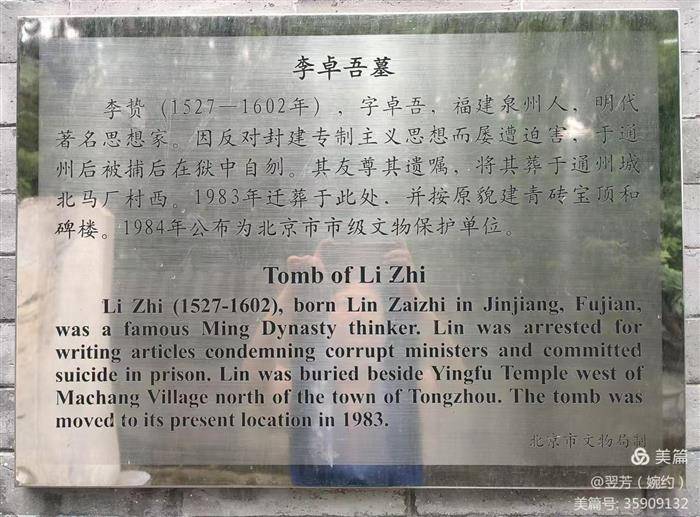 李卓吾墓
李贽(1527—1602年),字卓吾,福建泉州人,明代
著名思想家。因反对封建专制主义思想而屡遭迫害,于通
州后被捕后在狱中自刎。其友尊其遗嘱,将其葬于通州城
北马厂村西。1983年迁葬于此处,并按原貌建青砖宝顶和
碑楼。1984年公布为北京市市级文物保护单位。
Tomb of Li Zhi
Li Zhi (1527-1602), born Lin Zaizhi in Jinjiang, Fujian,
was a famous Ming Dynasty thinker. Lin was arrested for
writing articles condemning corrupt ministers and committed
suicide in prison. Lin was buried beside Yingfu Temple west of
Machang Village north of the town of Tongzhou. The tomb was
moved to its present location in 1983.
北京市文物局制
美篇
@翌芳(婉约)
美篇号: 35909132